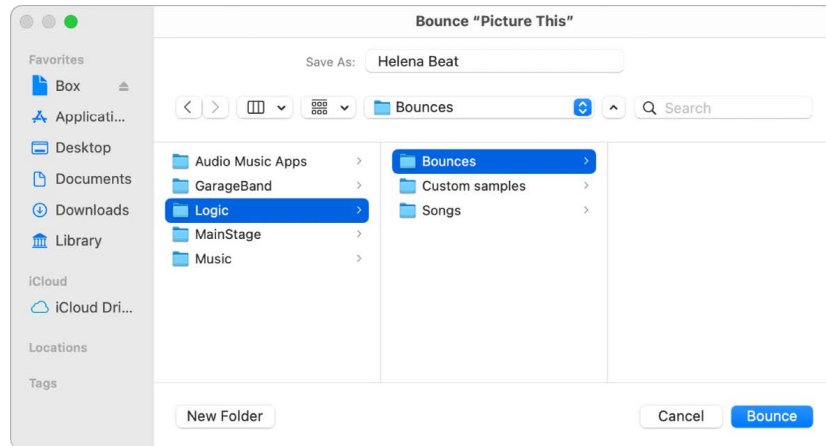 Bounce “Picture This”
Save As: Helena Beat
Bounces
Search
Favorites
Box
Applicati...
Desktop
Documents
Downloads
Library
iCloud
iCloud Dri...
Locations
Tags
Audio Music Apps
GarageBand
Logic
MainStage
Music
Bounces
Custom samples
Songs
New Folder
Cancel
Bounce